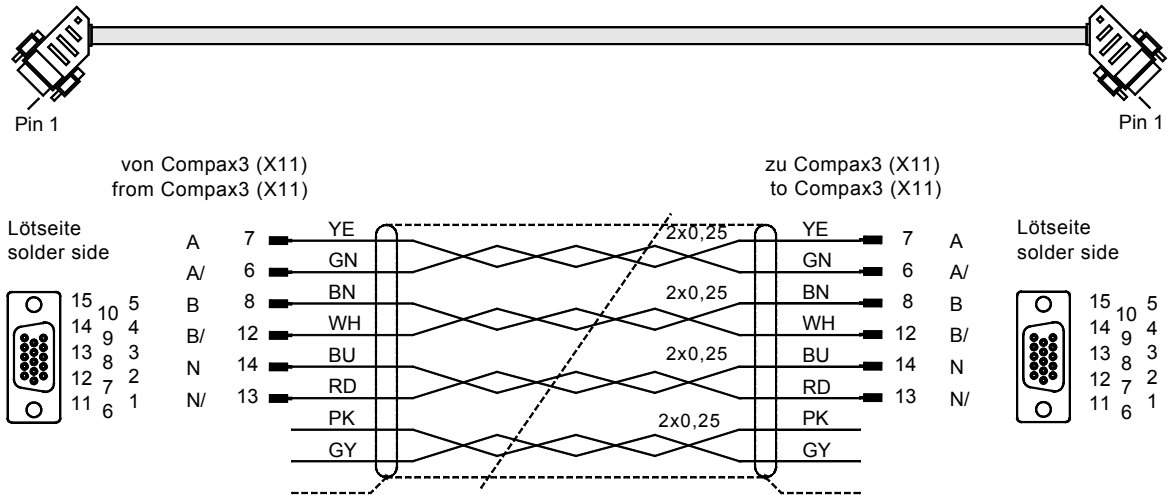 Pin 1
Pin 1
von Compax3 (X11)
from Compax3 (X11)
zu Compax3 (X11)
to Compax3 (X11)
Lötseite
solder side
A 7 YE 2x0,25 YE 7 A
A/ 6 GN GN 6 A/
B 8 BN 2x0,25 BN 8 B
B/ 12 WH WH 12 B/
N 14 BU 2x0,25 BU 14 N
N/ 13 RD RD 13 N/
PK 2x0,25 PK
GY GY
15 10 5
14 9 4
13 8 3
12 7 2
11 6 1
Lötseite
solder side
15 10 5
14 9 4
13 8 3
12 7 2
11 6 1